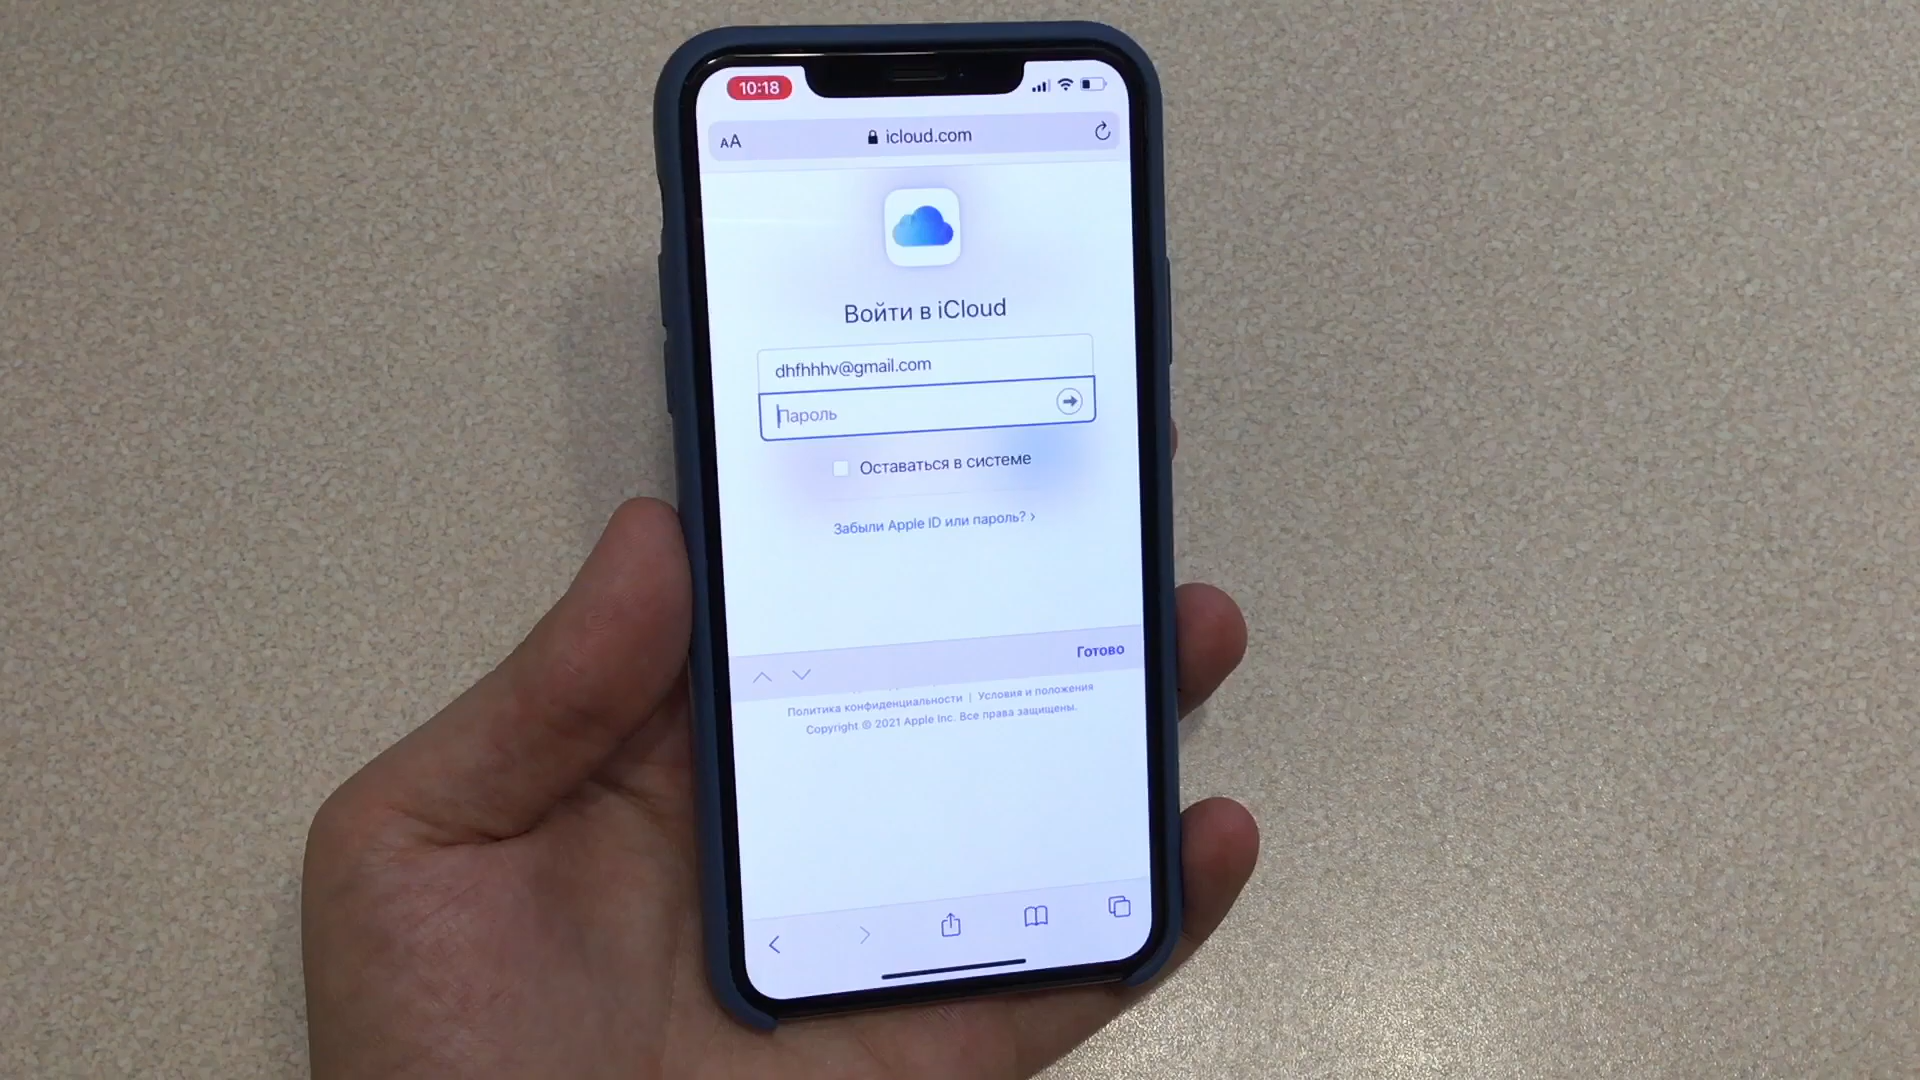 10:18
AA icloud.com
Войти в iCloud
dhfhhhv@gmail.com
Пароль
Оставаться в системе
Забыли Apple ID или пароль? ›
Готово
Политика конфиденциальности | Условия и положения
Copyright © 2021 Apple Inc. Все права защищены.